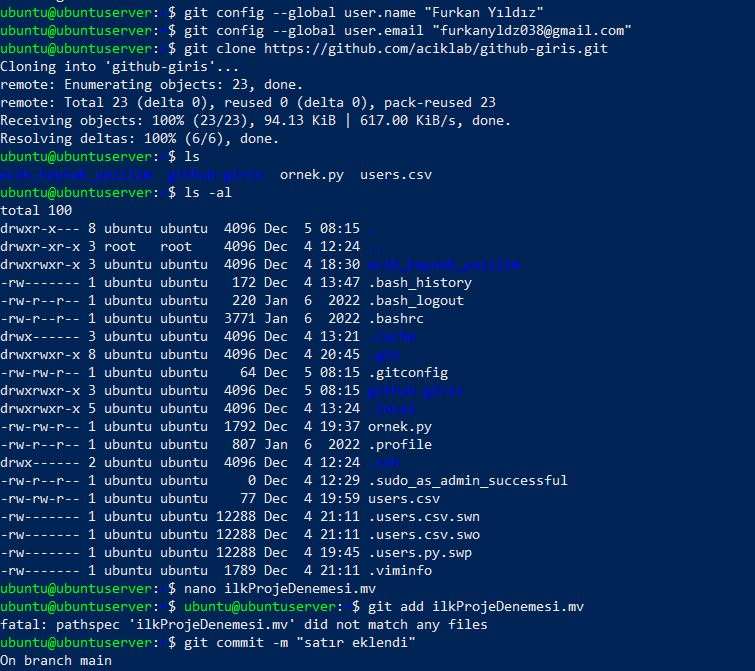 ubuntu@ubuntuserver:~$ git config --global user.name "Furkan Yıldız"
ubuntu@ubuntuserver:~$ git config --global user.email "furkanyldz038@gmail.com"
ubuntu@ubuntuserver:~$ git clone https://github.com/aciklab/github-giris.git
Cloning into 'github-giris'...
remote: Enumerating objects: 23, done.
remote: Total 23 (delta 0), reused 0 (delta 0), pack-reused 23
Receiving objects: 100% (23/23), 94.13 KiB | 617.00 KiB/s, done.
Resolving deltas: 100% (6/6), done.
ubuntu@ubuntuserver:~$ ls
acik_kaynak_yazilim  github-giris  ornek.py  users.csv
ubuntu@ubuntuserver:~$ ls -al
total 100
drwxr-x--- 8 ubuntu ubuntu  4096 Dec  5 08:15 .
drwxr-xr-x 3 root   root    4096 Dec  4 12:24 ..
drwxrwxr-x 3 ubuntu ubuntu  4096 Dec  4 18:30 acik_kaynak_yazilim
-rw------- 1 ubuntu ubuntu   172 Dec  4 13:47 .bash_history
-rw-r--r-- 1 ubuntu ubuntu   220 Jan  6  2022 .bash_logout
-rw-r--r-- 1 ubuntu ubuntu  3771 Jan  6  2022 .bashrc
drwx------ 3 ubuntu ubuntu  4096 Dec  4 13:21 .cache
drwxrwxr-x 8 ubuntu ubuntu  4096 Dec  4 20:45 .git
-rw-rw-r-- 1 ubuntu ubuntu    64 Dec  5 08:15 .gitconfig
drwxrwxr-x 3 ubuntu ubuntu  4096 Dec  5 08:15 github-giris
drwxrwxr-x 5 ubuntu ubuntu  4096 Dec  4 13:24 .local
-rw-rw-r-- 1 ubuntu ubuntu  1792 Dec  4 19:37 ornek.py
-rw-r--r-- 1 ubuntu ubuntu   807 Jan  6  2022 .profile
drwx------ 2 ubuntu ubuntu  4096 Dec  4 12:24 .ssh
-rw-r--r-- 1 ubuntu ubuntu     0 Dec  4 12:29 .sudo_as_admin_successful
-rw-rw-r-- 1 ubuntu ubuntu    77 Dec  4 19:59 users.csv
-rw------- 1 ubuntu ubuntu 12288 Dec  4 21:11 .users.csv.swn
-rw------- 1 ubuntu ubuntu 12288 Dec  4 21:11 .users.csv.swo
-rw------- 1 ubuntu ubuntu 12288 Dec  4 19:45 .users.py.swp
-rw------- 1 ubuntu ubuntu  1789 Dec  4 21:11 .viminfo
ubuntu@ubuntuserver:~$ nano ilkProjeDenemesi.mv
ubuntu@ubuntuserver:~$ ubuntu@ubuntuserver:~$ git add ilkProjeDenemesi.mv
fatal: pathspec 'ilkProjeDenemesi.mv' did not match any files
ubuntu@ubuntuserver:~$ git commit -m "satır eklendi"
On branch main